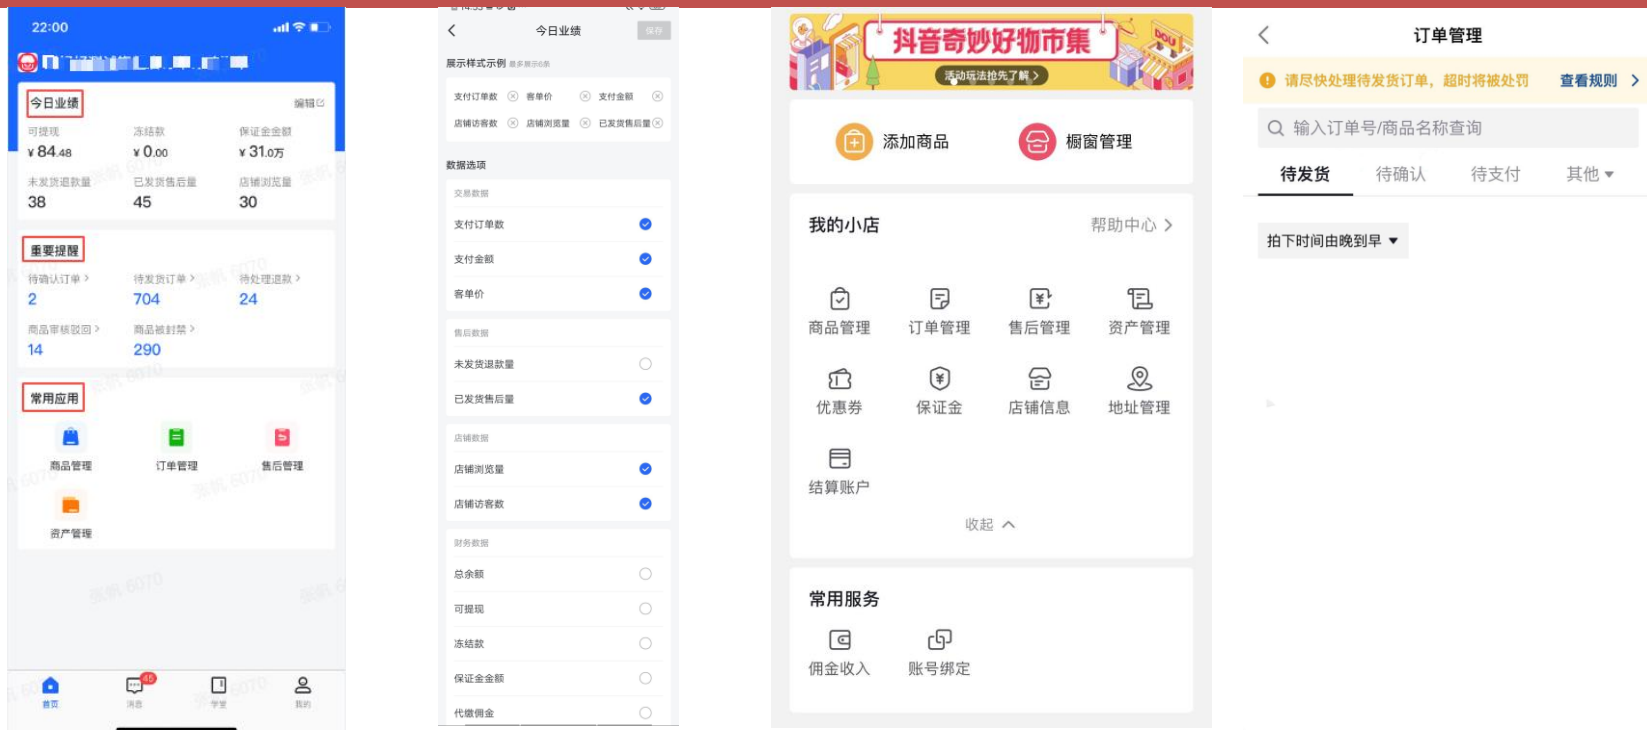 22:00
今日业绩
编辑
可提现
冻结款
保证金金额
¥ 84.48
¥ 0.00
¥ 31.0万
未发货退款量
已发货售后量
店铺浏览量
38
45
30
重要提醒
待确认订单 >
待发货订单 >
待处理退款 >
2
704
24
商品审核驳回 >
商品被封禁 >
14
290
常用应用
商品管理
订单管理
售后管理
资产管理
首页
消息
45
学堂
我的
今日业绩
保存
展示样式示例 最多展示6条
支付订单数
客单价
支付金额
店铺访客数
店铺浏览量
已发货售后量
数据选项
交易数据
支付订单数
支付金额
客单价
售后数据
未发货退款量
已发货售后量
店铺数据
店铺浏览量
店铺访客数
财务数据
总余额
可提现
冻结款
保证金金额
代缴佣金
抖音奇妙好物市集
活动玩法抢先了解 >
DOU
添加商品
橱窗管理
我的小店
帮助中心 >
商品管理
订单管理
售后管理
资产管理
优惠券
保证金
店铺信息
地址管理
结算账户
收起
常用服务
佣金收入
账号绑定
订单管理
请尽快处理待发货订单，超时将被处罚
查看规则 >
输入订单号/商品名称查询
待发货
待确认
待支付
其他
拍下时间由晚到早
张帆 6070